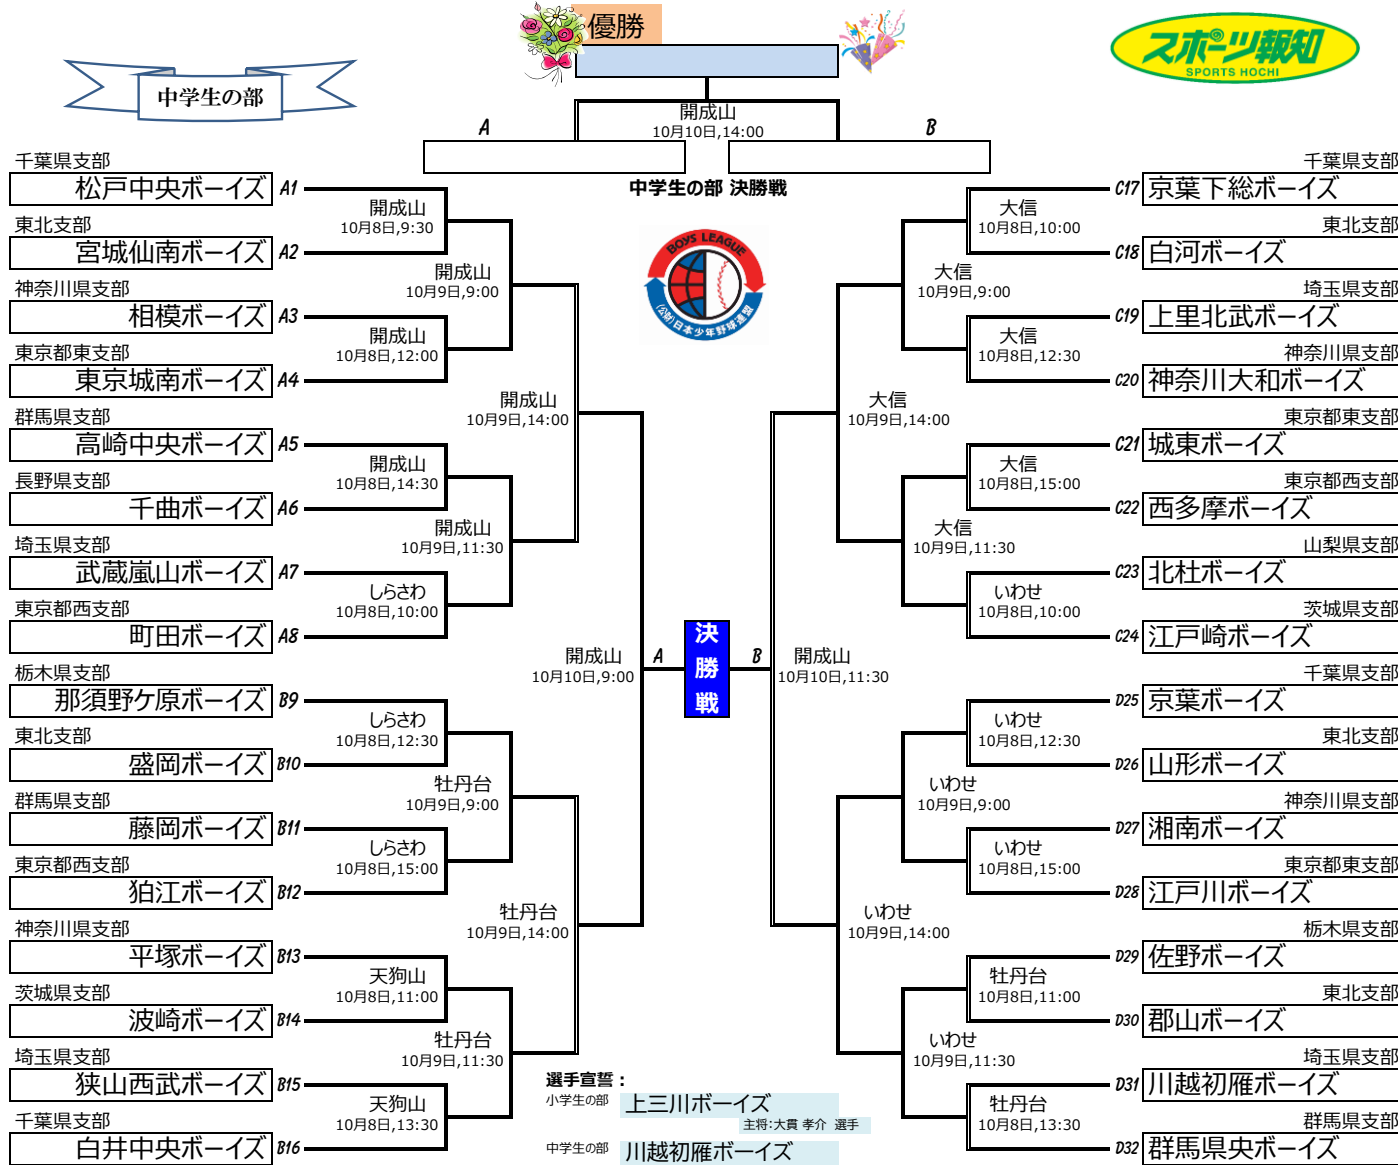 優勝
スポーツ報知
SPORTS HOCHI
中学生の部
開成山
10月10日,14:00
A
B
中学生の部 決勝戦
BOYS LEAGUE
(公財)日本少年野球連盟
千葉県支部
松戸中央ボーイズ A1
開成山
10月8日,9:30
東北支部
宮城仙南ボーイズ A2
開成山
10月9日,9:00
神奈川県支部
相模ボーイズ A3
開成山
10月8日,12:00
東京都東支部
東京城南ボーイズ A4
開成山
10月9日,14:00
群馬県支部
高崎中央ボーイズ A5
開成山
10月8日,14:30
長野県支部
千曲ボーイズ A6
開成山
10月9日,11:30
埼玉県支部
武蔵嵐山ボーイズ A7
しらさわ
10月8日,10:00
東京都西支部
町田ボーイズ A8
開成山
10月10日,9:00
A
栃木県支部
那須野ケ原ボーイズ B9
しらさわ
10月8日,12:30
東北支部
盛岡ボーイズ B10
牡丹台
10月9日,9:00
群馬県支部
藤岡ボーイズ B11
しらさわ
10月8日,15:00
東京都西支部
狛江ボーイズ B12
牡丹台
10月9日,14:00
神奈川県支部
平塚ボーイズ B13
天狗山
10月8日,11:00
茨城県支部
波崎ボーイズ B14
牡丹台
10月9日,11:30
埼玉県支部
狭山西武ボーイズ B15
天狗山
10月8日,13:30
千葉県支部
白井中央ボーイズ B16
決勝戦
千葉県支部
C17 京葉下総ボーイズ
大信
10月8日,10:00
東北支部
C18 白河ボーイズ
大信
10月9日,9:00
埼玉県支部
C19 上里北武ボーイズ
大信
10月8日,12:30
神奈川県支部
C20 神奈川大和ボーイズ
大信
10月9日,14:00
東京都東支部
C21 城東ボーイズ
大信
10月8日,15:00
東京都西支部
C22 西多摩ボーイズ
大信
10月9日,11:30
山梨県支部
C23 北杜ボーイズ
いわせ
10月8日,10:00
茨城県支部
C24 江戸崎ボーイズ
B
開成山
10月10日,11:30
千葉県支部
D25 京葉ボーイズ
いわせ
10月8日,12:30
東北支部
D26 山形ボーイズ
いわせ
10月9日,9:00
神奈川県支部
D27 湘南ボーイズ
いわせ
10月8日,15:00
東京都東支部
D28 江戸川ボーイズ
いわせ
10月9日,14:00
栃木県支部
D29 佐野ボーイズ
牡丹台
10月8日,11:00
東北支部
D30 郡山ボーイズ
いわせ
10月9日,11:30
埼玉県支部
D31 川越初雁ボーイズ
牡丹台
10月8日,13:30
群馬県支部
D32 群馬県央ボーイズ
選手宣誓：
小学生の部 上三川ボーイズ
主将:大貫 孝介 選手
中学生の部 川越初雁ボーイズ